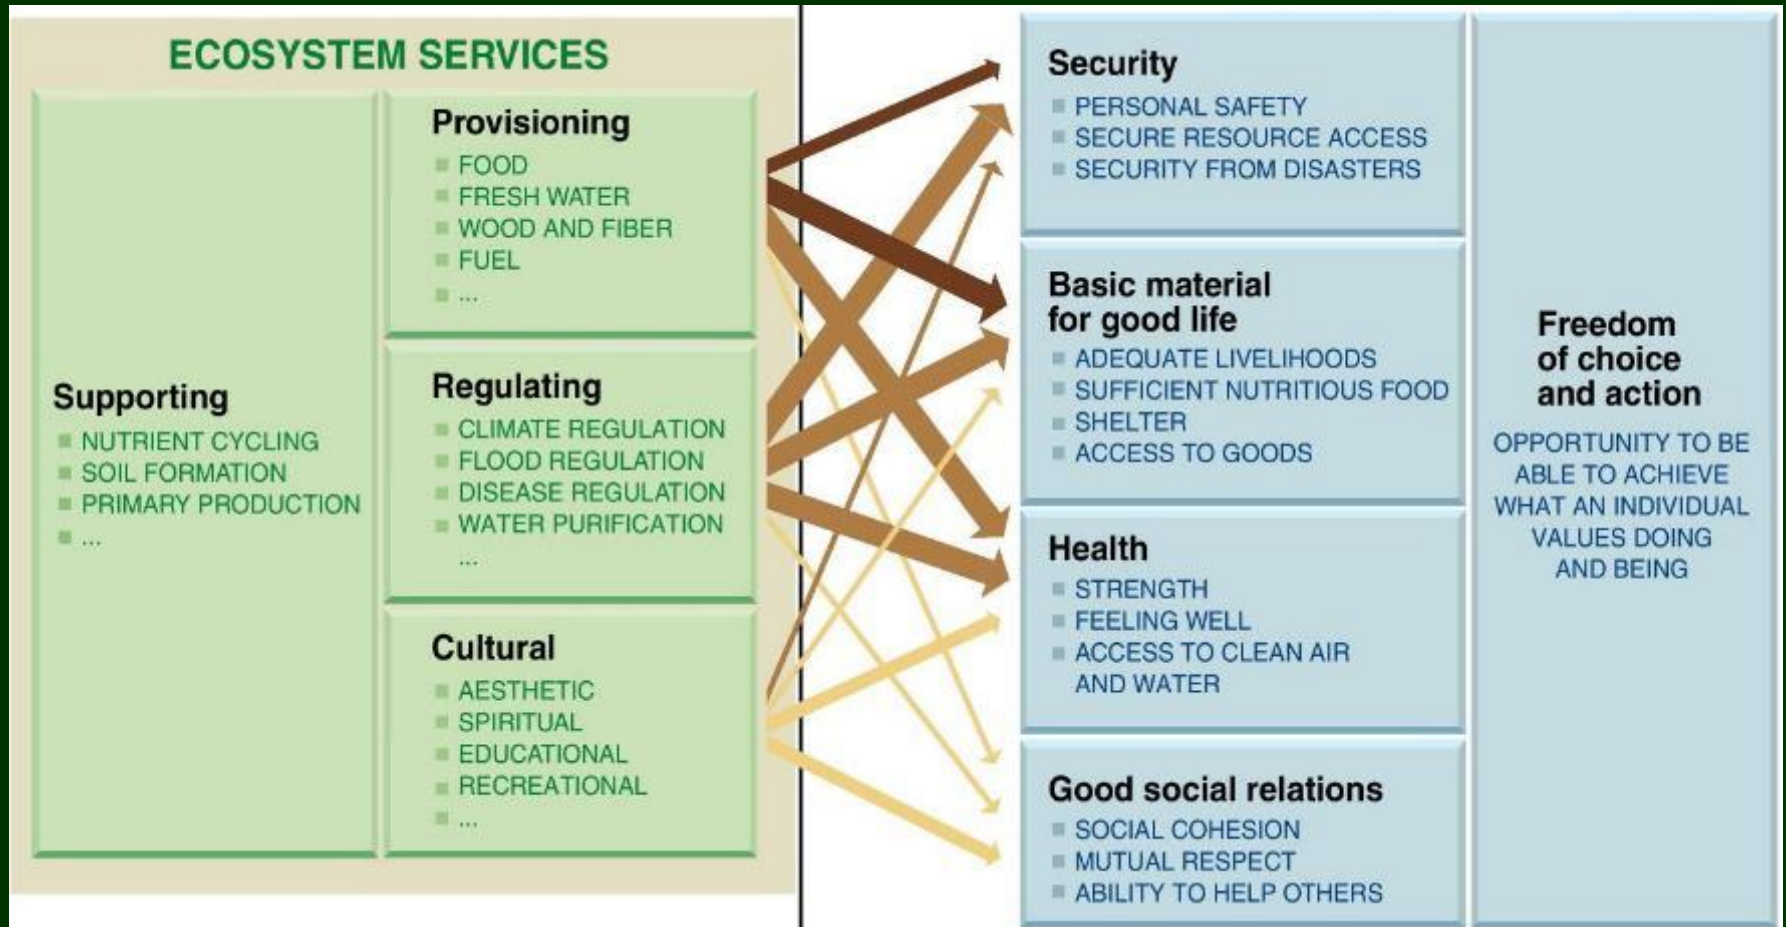 ECOSYSTEM SERVICES
Supporting
NUTRIENT CYCLING
SOIL FORMATION
PRIMARY PRODUCTION
...
Provisioning
FOOD
FRESH WATER
WOOD AND FIBER
FUEL
...
Regulating
CLIMATE REGULATION
FLOOD REGULATION
DISEASE REGULATION
WATER PURIFICATION
...
Cultural
AESTHETIC
SPIRITUAL
EDUCATIONAL
RECREATIONAL
...
Security
PERSONAL SAFETY
SECURE RESOURCE ACCESS
SECURITY FROM DISASTERS
Basic material
for good life
ADEQUATE LIVELIHOODS
SUFFICIENT NUTRITIOUS FOOD
SHELTER
ACCESS TO GOODS
Health
STRENGTH
FEELING WELL
ACCESS TO CLEAN AIR
AND WATER
Good social relations
SOCIAL COHESION
MUTUAL RESPECT
ABILITY TO HELP OTHERS
Freedom
of choice
and action
OPPORTUNITY TO BE
ABLE TO ACHIEVE
WHAT AN INDIVIDUAL
VALUES DOING
AND BEING